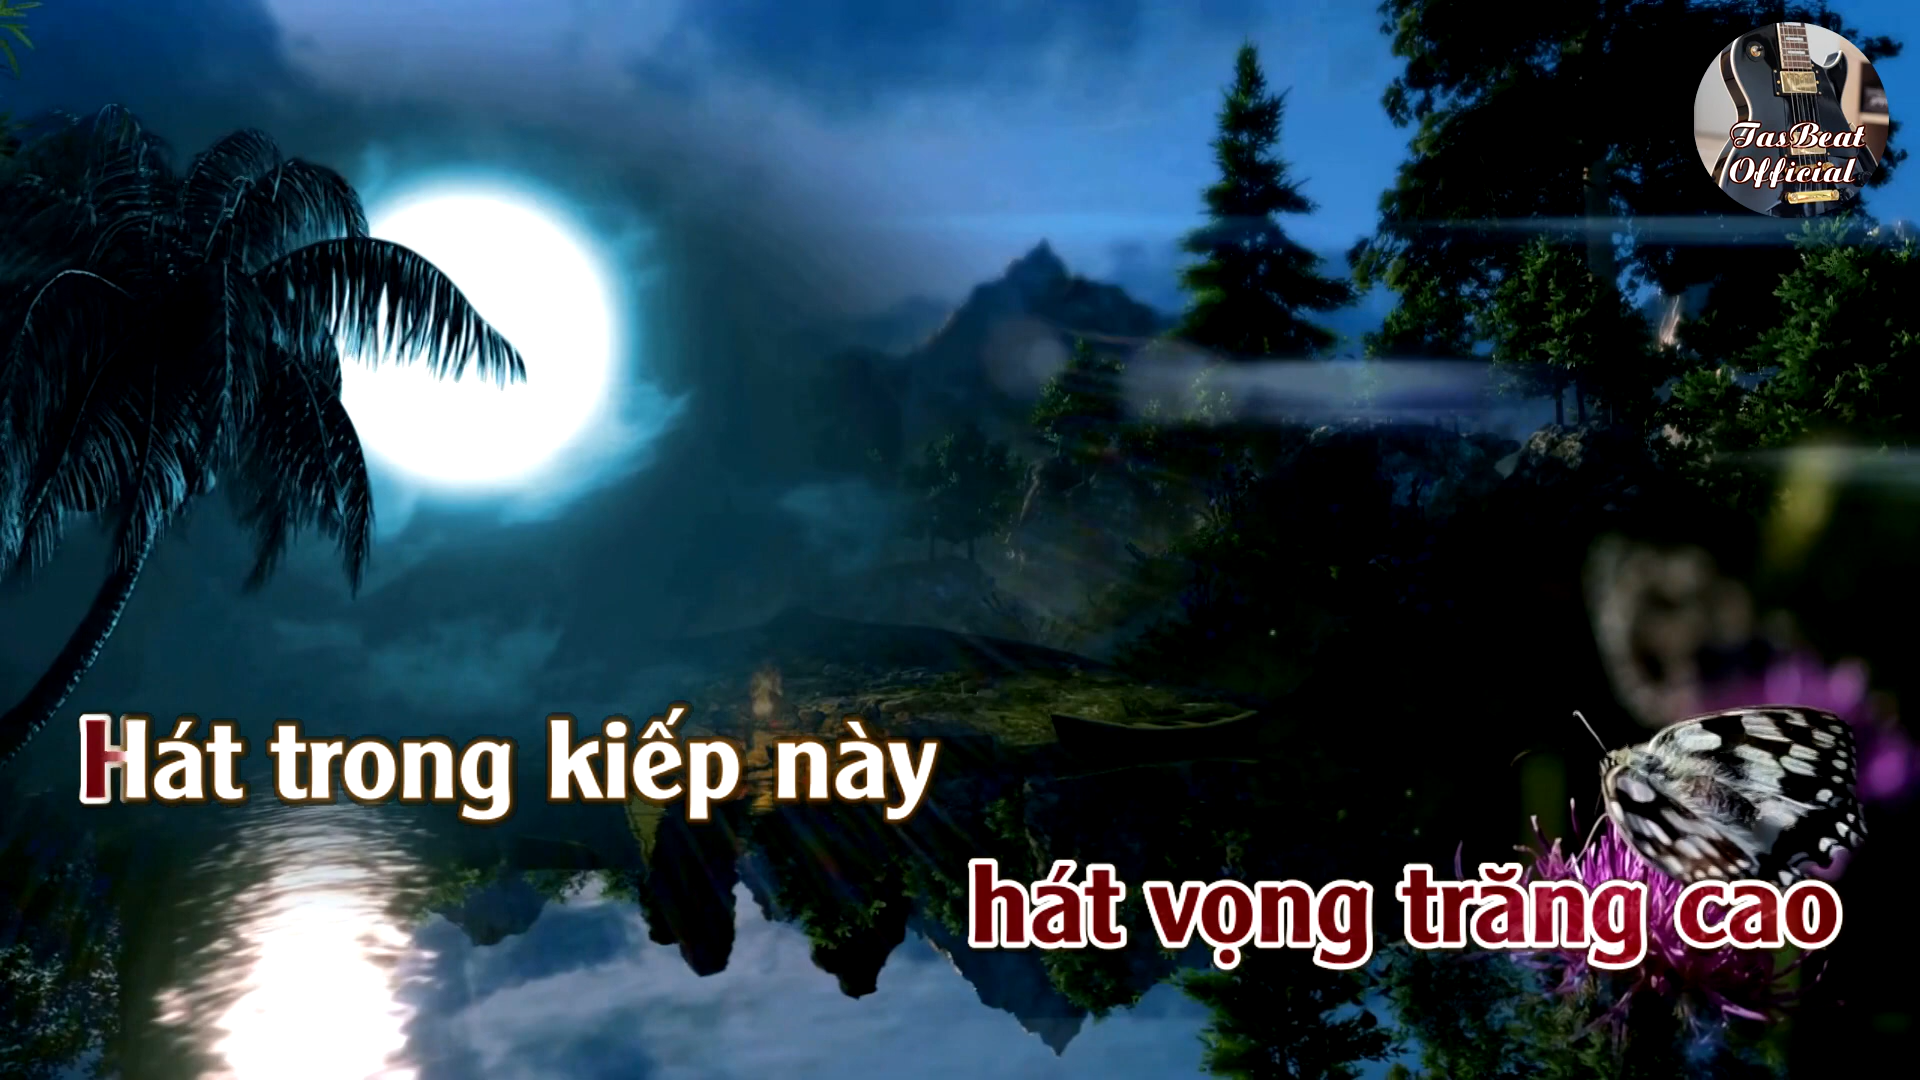 TasBeat
Official
Hát trong kiếp này
hát vọng trăng cao